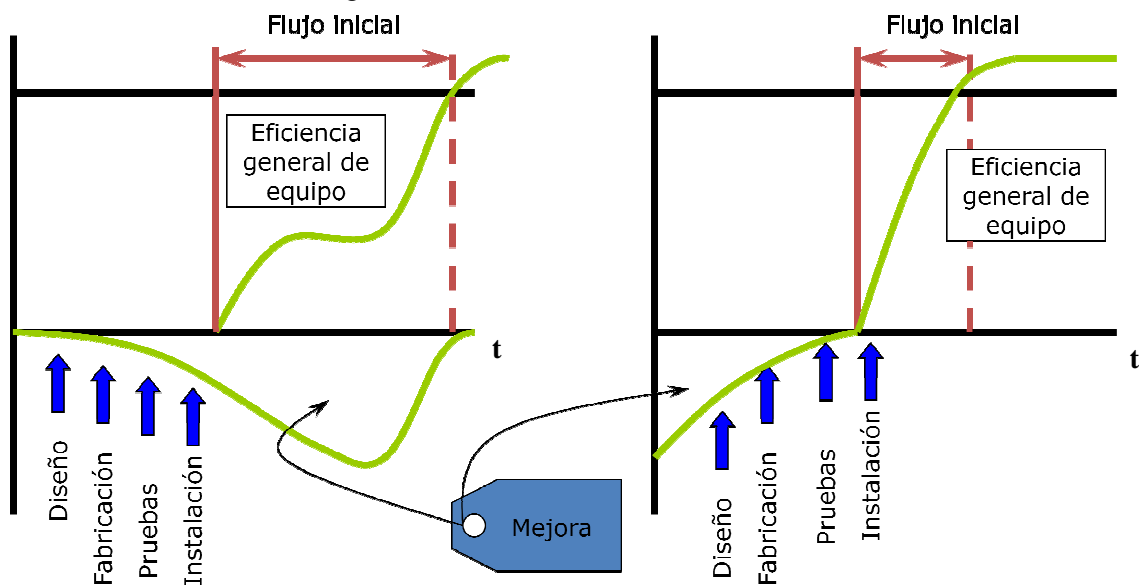 Flujo inicial
Eficiencia
general de
equipo
t
Diseño
Fabricación
Pruebas
Instalación
Mejora
Flujo inicial
Eficiencia
general de
equipo
t
Diseño
Fabricación
Pruebas
Instalación